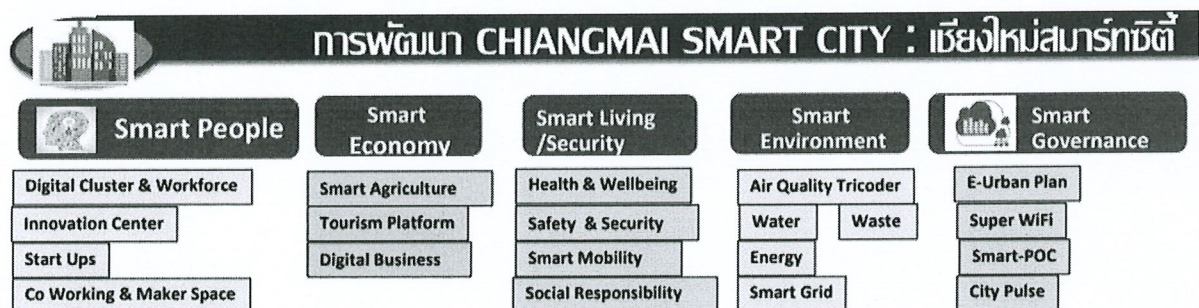 การพัฒนา CHIANGMAI SMART CITY : เชียงใหม่สมาร์ทซิตี้
Smart People
Digital Cluster & Workforce
Innovation Center
Start Ups
Co Working & Maker Space
Smart
Economy
Smart Agriculture
Tourism Platform
Digital Business
Smart Living
/Security
Health & Wellbeing
Safety & Security
Smart Mobility
Social Responsibility
Smart
Environment
Air Quality Tricoder
Water Waste
Energy
Smart Grid
Smart
Governance
E-Urban Plan
Super WiFi
Smart-POC
City Pulse